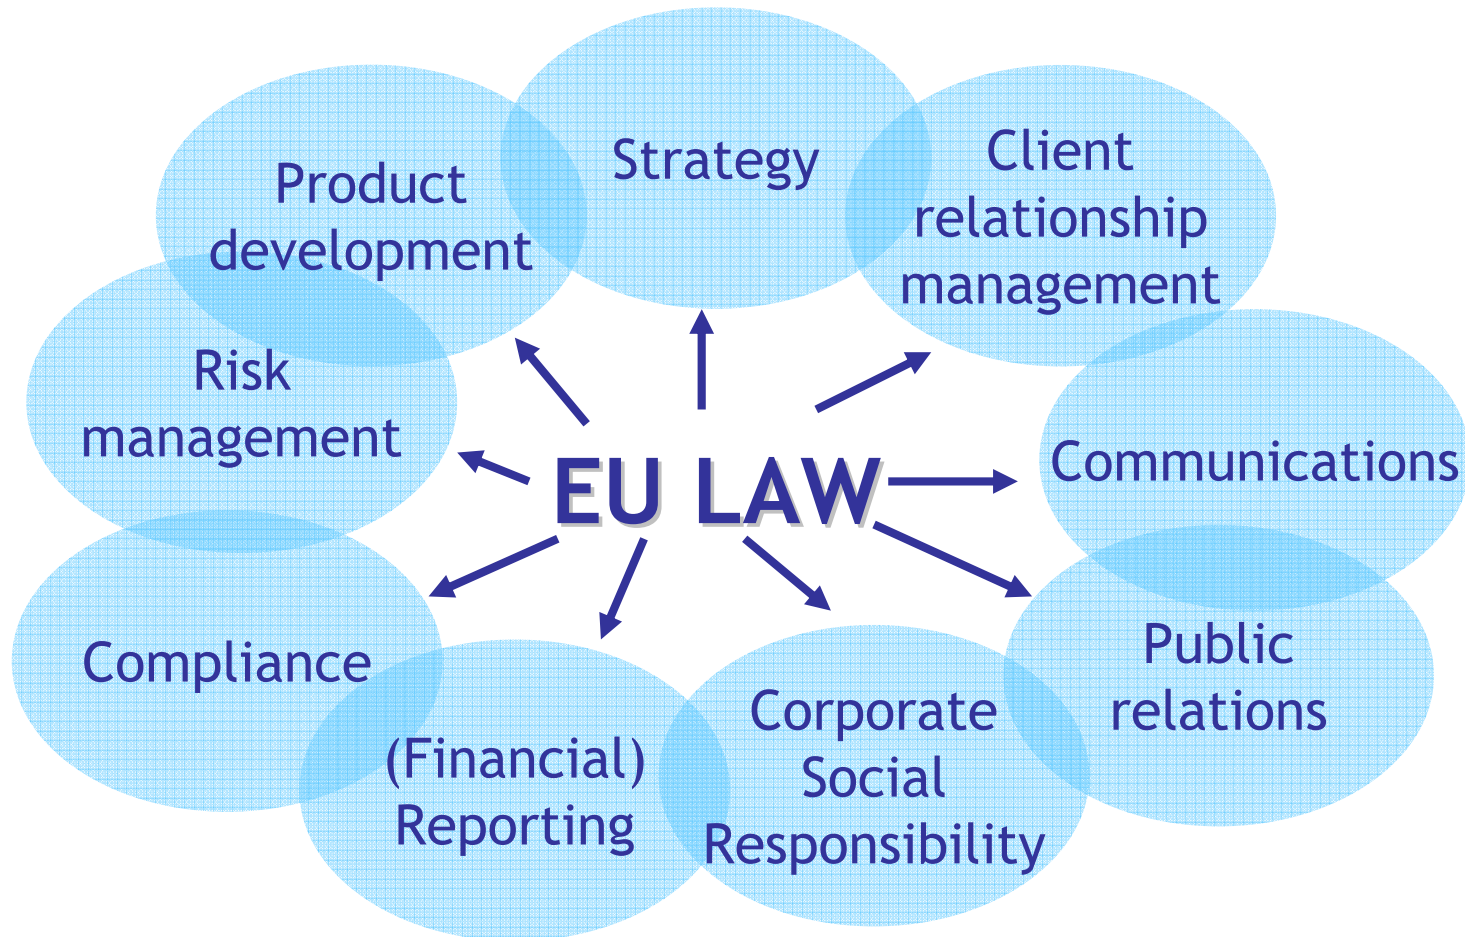 Strategy
Client
relationship
management
Product
development
Risk
management
Communications
EU LAW
Compliance
Public
relations
(Financial)
Reporting
Corporate
Social
Responsibility